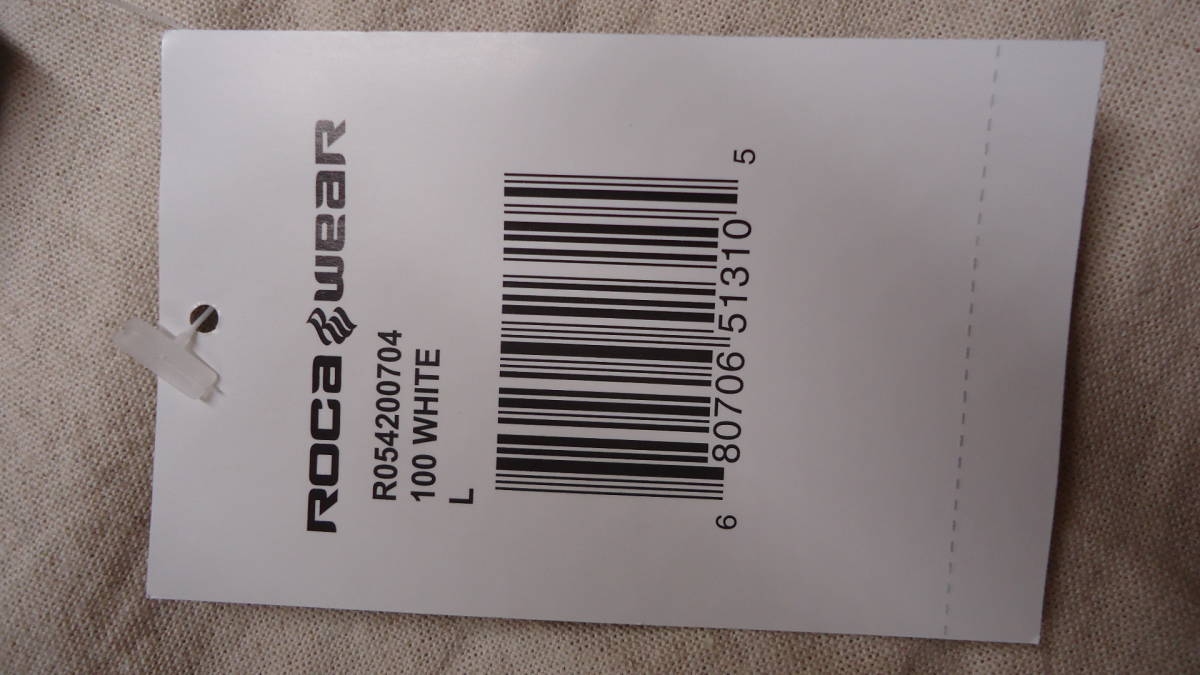 ROCA WEAR
R054200704
100 WHITE
L
6 80706 51310 5